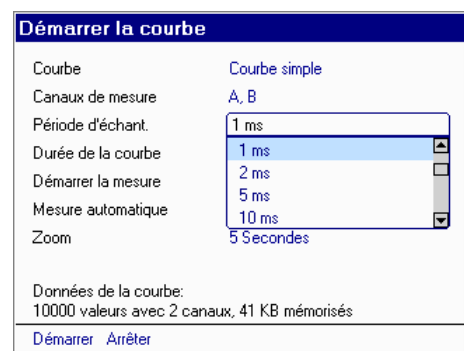 Démarrer la courbe
Courbe Courbe simple
Canaux de mesure A, B
Période d'échant. 1 ms
Durée de la courbe 1 ms
Démarrer la mesure 2 ms
5 ms
Mesure automatique 10 ms
Zoom 5 Secondes
Données de la courbe:
10000 valeurs avec 2 canaux, 41 KB mémorisés
Démarrer Arrêter